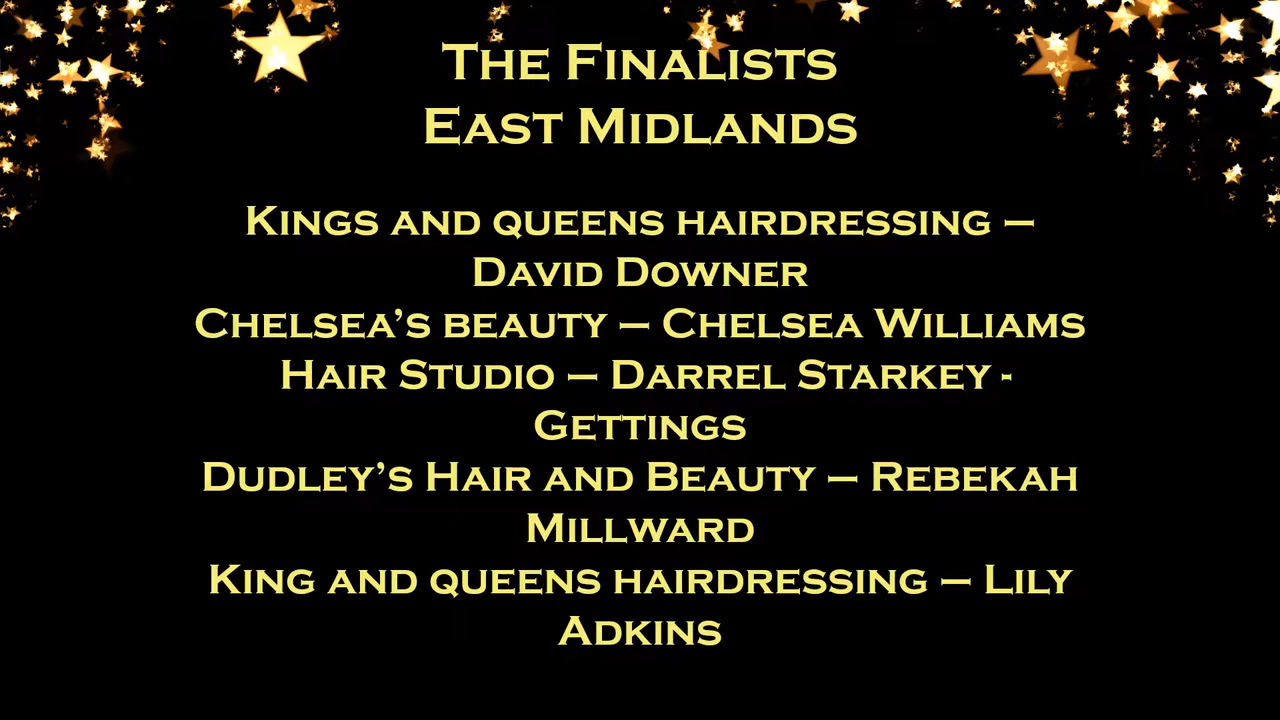 The Finalists
East Midlands
Kings and queens hairdressing –
David Downer
Chelsea’s beauty – Chelsea Williams
Hair Studio – Darrel Starkey -
Gettings
Dudley’s Hair and Beauty – Rebekah
Millward
King and queens hairdressing – Lily
Adkins